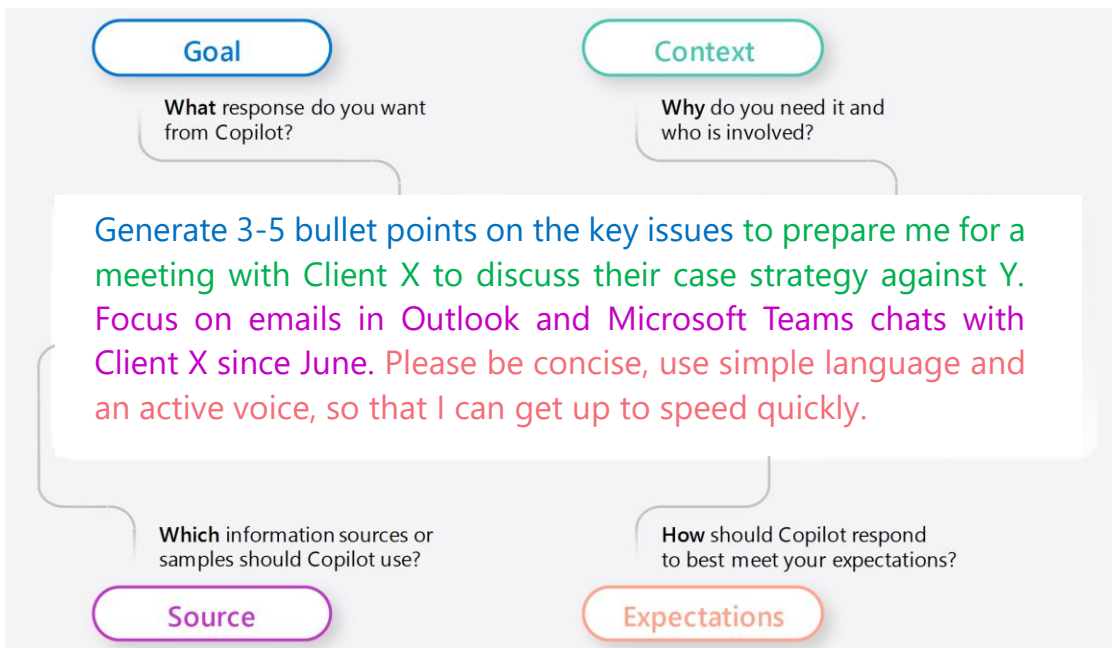 Goal
Context
What response do you want
from Copilot?
Why do you need it and
who is involved?
Generate 3-5 bullet points on the key issues to prepare me for a
meeting with Client X to discuss their case strategy against Y.
Focus on emails in Outlook and Microsoft Teams chats with
Client X since June. Please be concise, use simple language and
an active voice, so that I can get up to speed quickly.
Which information sources or
samples should Copilot use?
How should Copilot respond
to best meet your expectations?
Source
Expectations